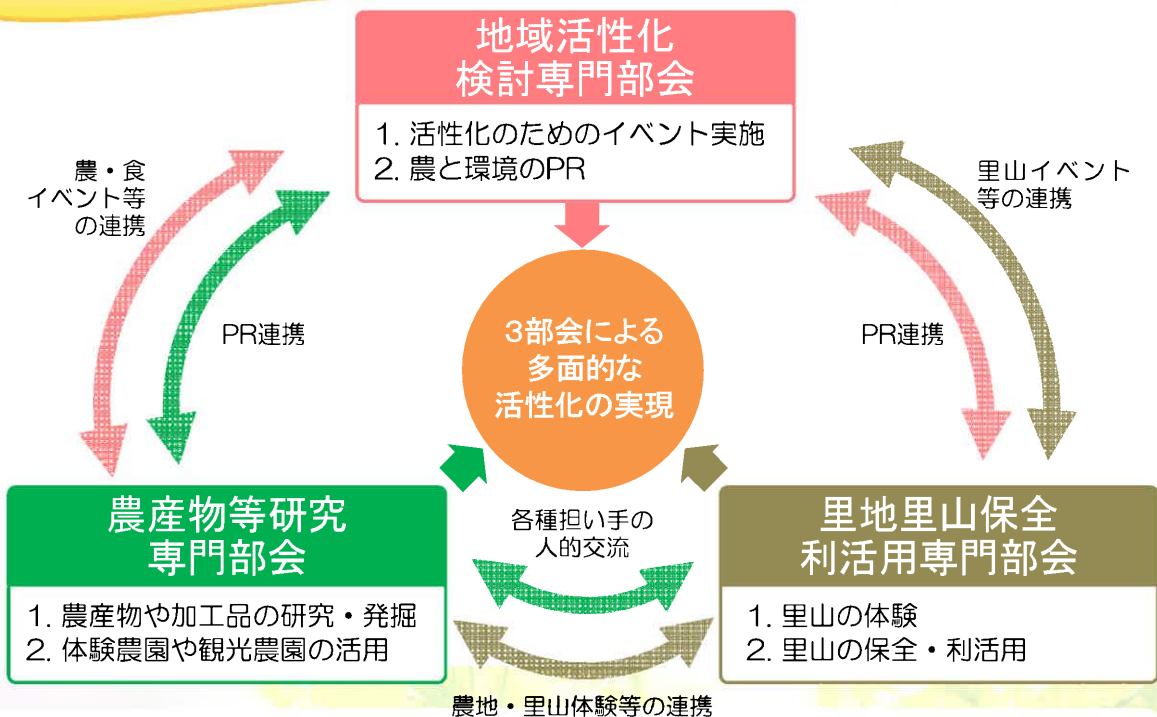 地域活性化
検討専門部会
1. 活性化のためのイベント実施
2. 農と環境のPR
農・食
イベント等
の連携
里山イベント
等の連携
PR連携
3部会による
多面的な
活性化の実現
PR連携
農産物等研究
専門部会
1. 農産物や加工品の研究・発掘
2. 体験農園や観光農園の活用
各種担い手の
人的交流
里地里山保全
利活用専門部会
1. 里山の体験
2. 里山の保全・利活用
農地・里山体験等の連携